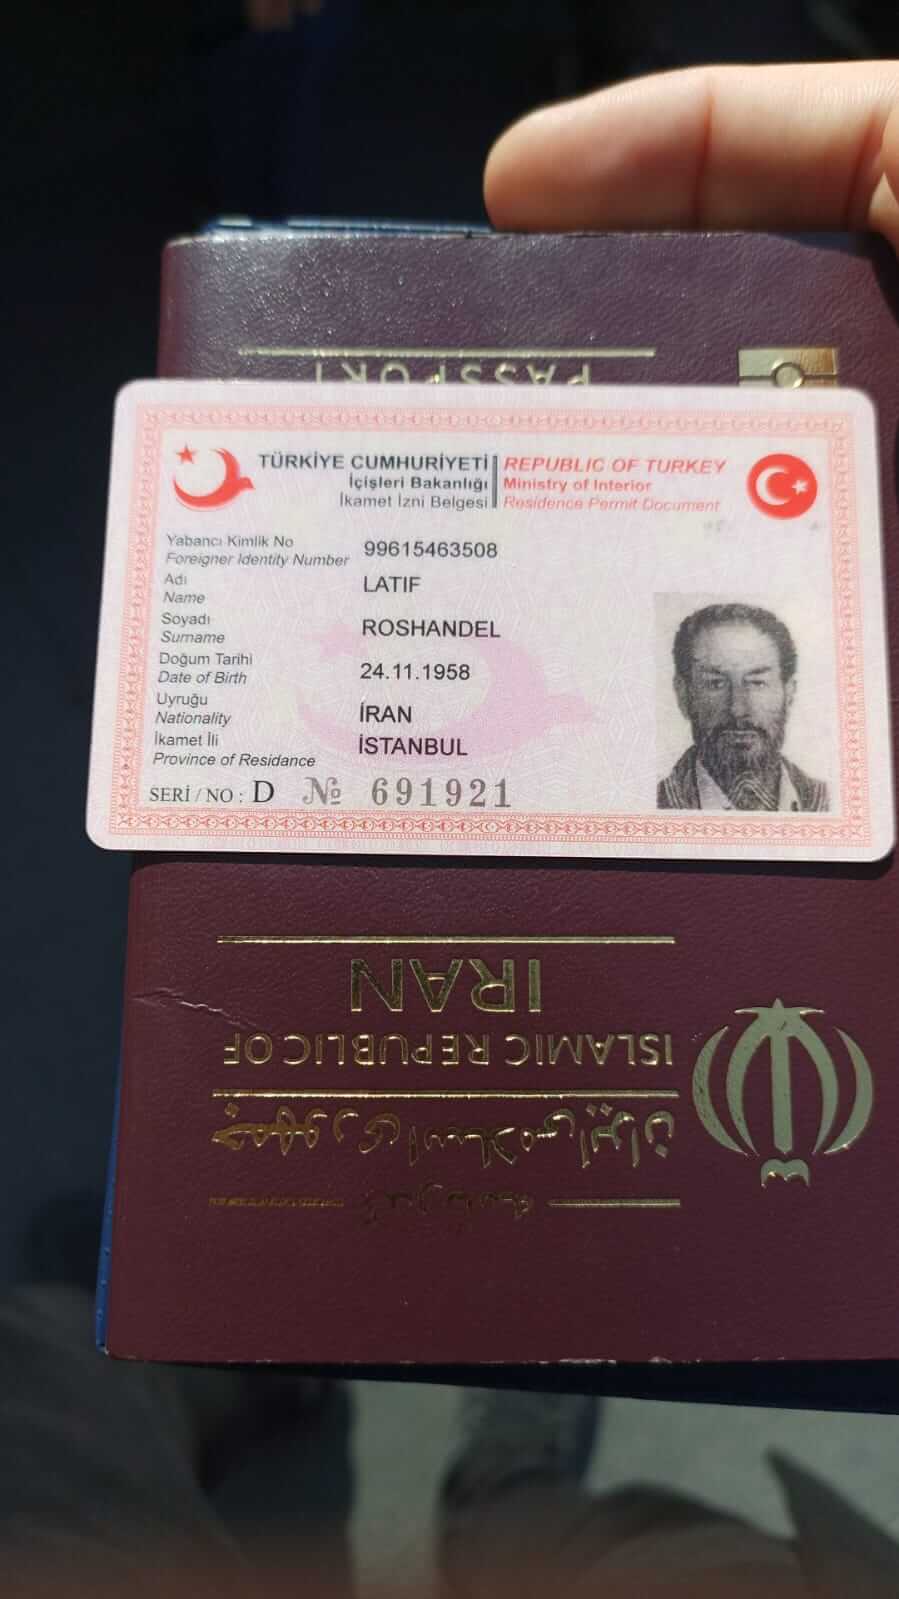 PASSPORT
TÜRKİYE CUMHURİYETİ
İçişleri Bakanlığı
İkamet İzni Belgesi
REPUBLIC OF TURKEY
Ministry of Interior
Residence Permit Document
Yabancı Kimlik No
Foreigner Identity Number
99615463508
Adı
Name
LATIF
Soyadı
Surname
ROSHANDEL
Doğum Tarihi
Date of Birth
24.11.1958
Uyruğu
Nationality
İRAN
İkamet İli
Province of Residance
İSTANBUL
SERİ / NO : D № 691921
IRAN
ISLAMIC REPUBLIC OF
جمهوری اسلامی ایران
گذرنامه